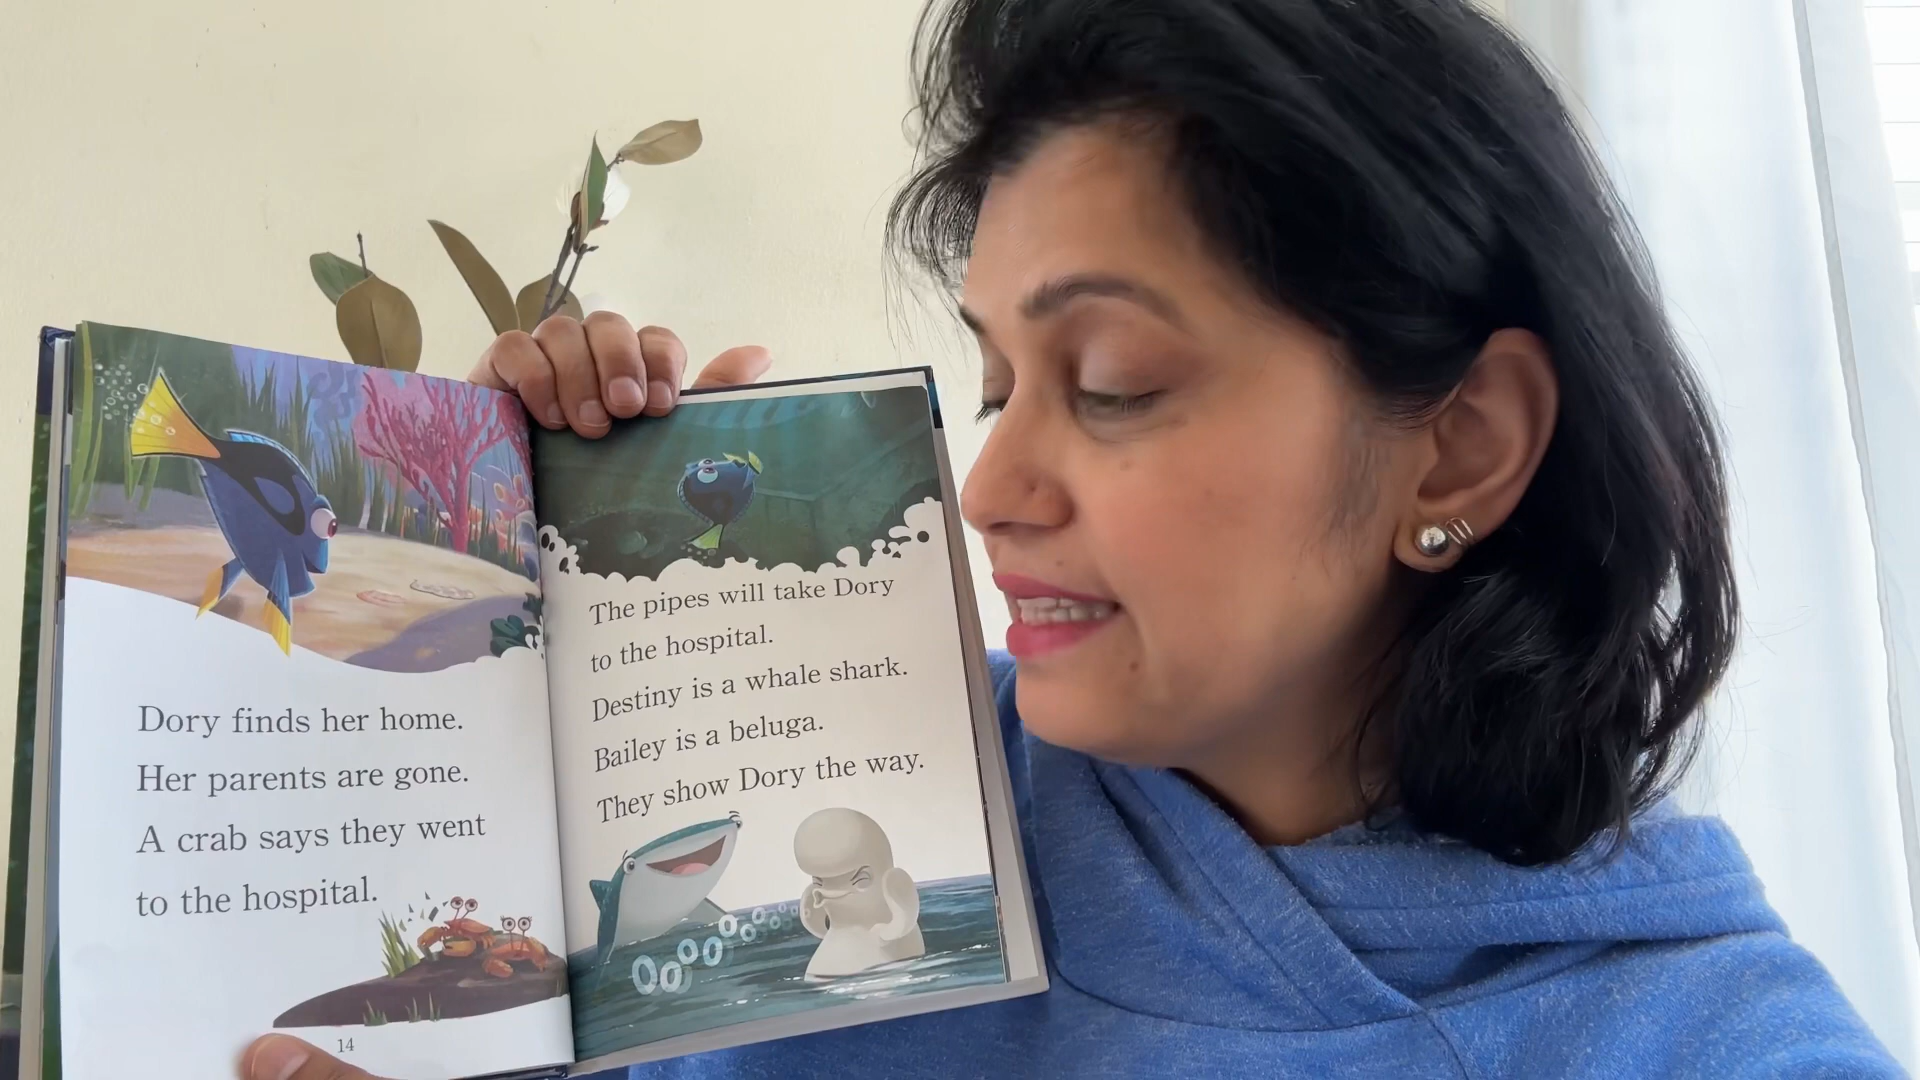 Dory finds her home.
Her parents are gone.
A crab says they went
to the hospital.
14
The pipes will take Dory
to the hospital.
Destiny is a whale shark.
Bailey is a beluga.
They show Dory the way.